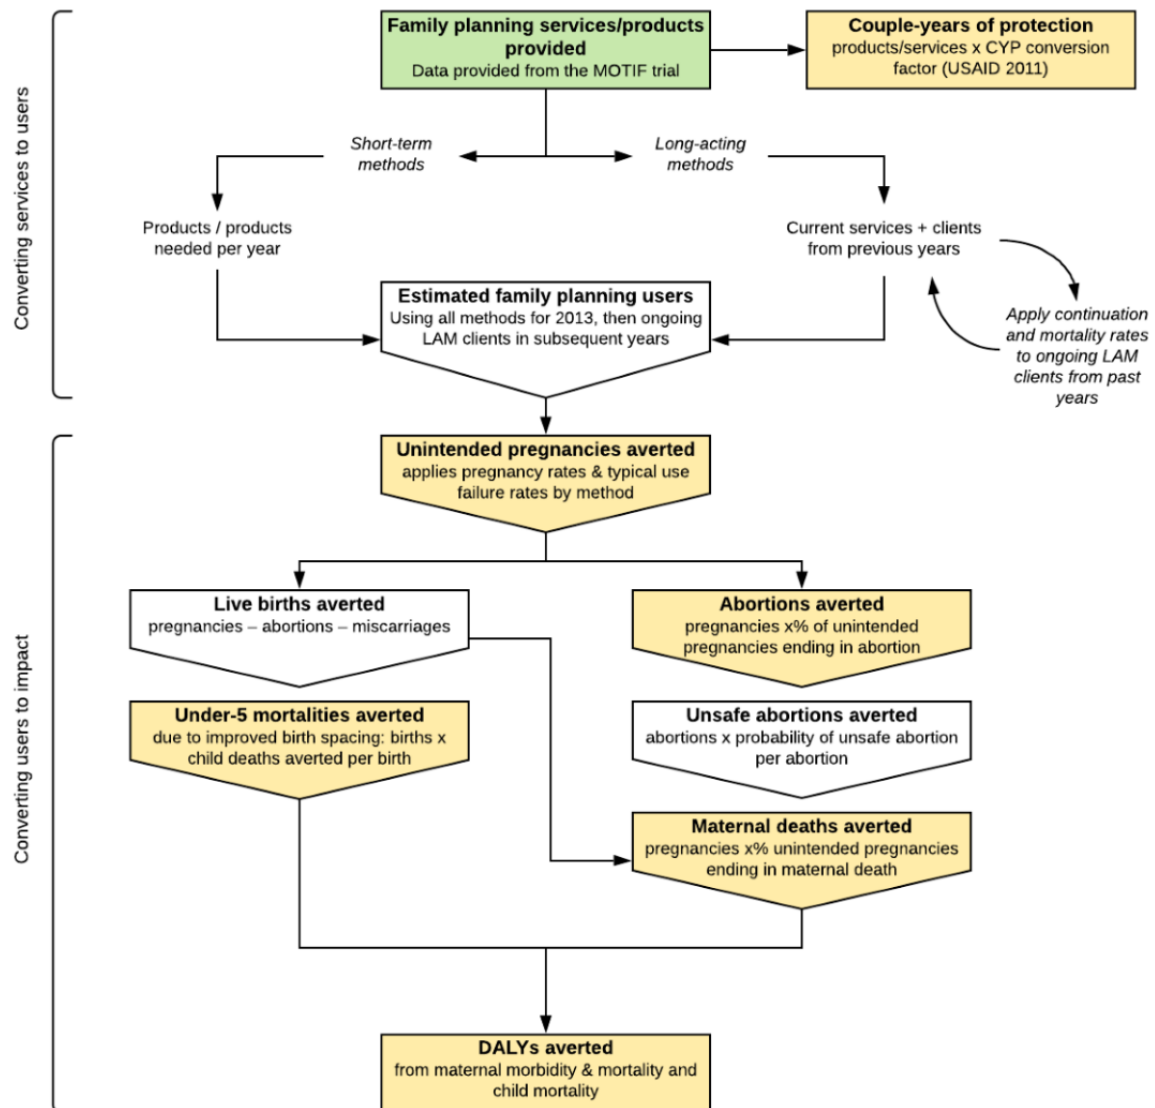 Family planning services/products
provided
Data provided from the MOTIF trial
Couple-years of protection
products/services x CYP conversion
factor (USAID 2011)
Converting services to users
Short-term
methods
Long-acting
methods
Products / products
needed per year
Current services + clients
from previous years
Estimated family planning users
Using all methods for 2013, then ongoing
LAM clients in subsequent years
Apply continuation
and mortality rates
to ongoing LAM
clients from past
years
Converting users to impact
Unintended pregnancies averted
applies pregnancy rates & typical use
failure rates by method
Live births averted
pregnancies – abortions – miscarriages
Abortions averted
pregnancies x% of unintended
pregnancies ending in abortion
Under-5 mortalities averted
due to improved birth spacing: births x
child deaths averted per birth
Unsafe abortions averted
abortions x probability of unsafe abortion
per abortion
Maternal deaths averted
pregnancies x% unintended pregnancies
ending in maternal death
DALYs averted
from maternal morbidity & mortality and
child mortality